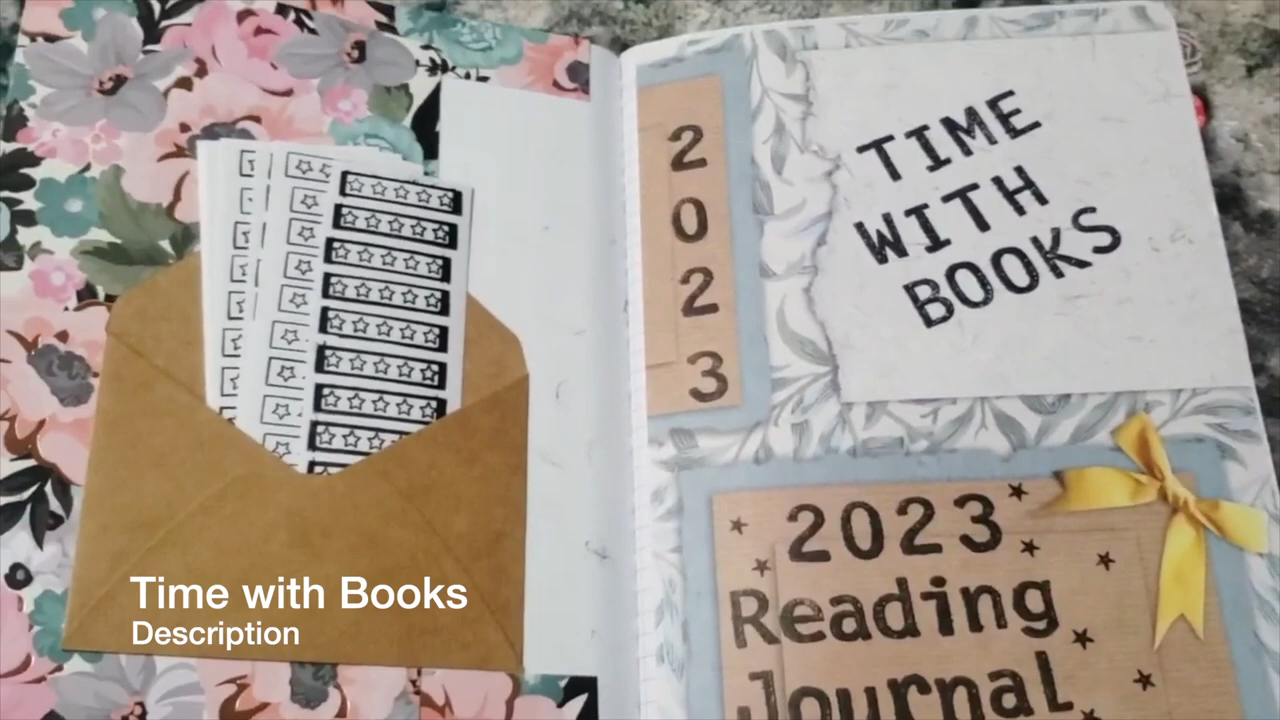 2
0
2
3
TIME
WITH
BOOKS
2023
Reading
Journal
Time with Books
Description